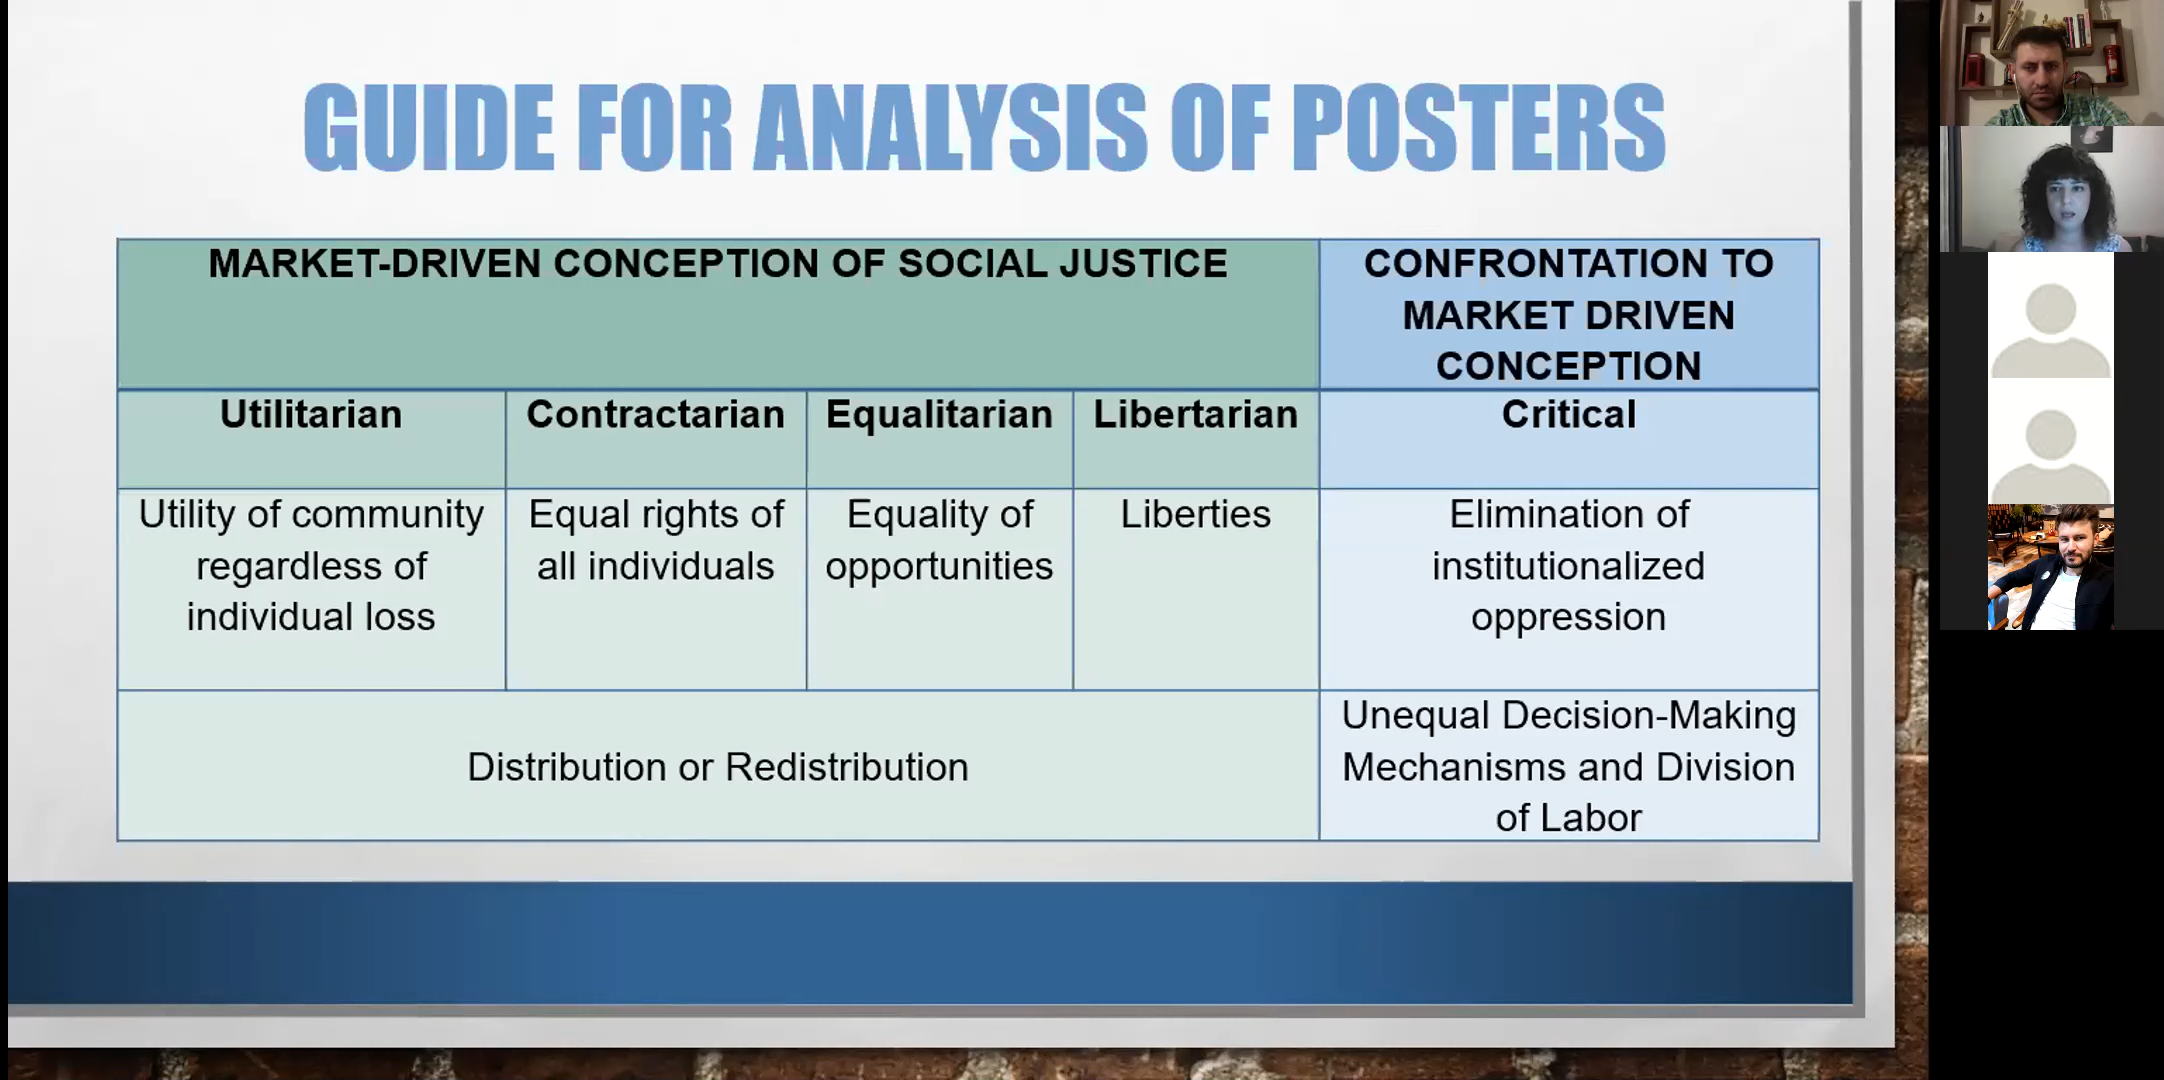 GUIDE FOR ANALYSIS OF POSTERS
MARKET-DRIVEN CONCEPTION OF SOCIAL JUSTICE
CONFRONTATION TO
MARKET DRIVEN
CONCEPTION
Utilitarian
Contractarian
Equalitarian
Libertarian
Critical
Utility of community
regardless of
individual loss
Equal rights of
all individuals
Equality of
opportunities
Liberties
Elimination of
institutionalized
oppression
Distribution or Redistribution
Unequal Decision-Making
Mechanisms and Division
of Labor